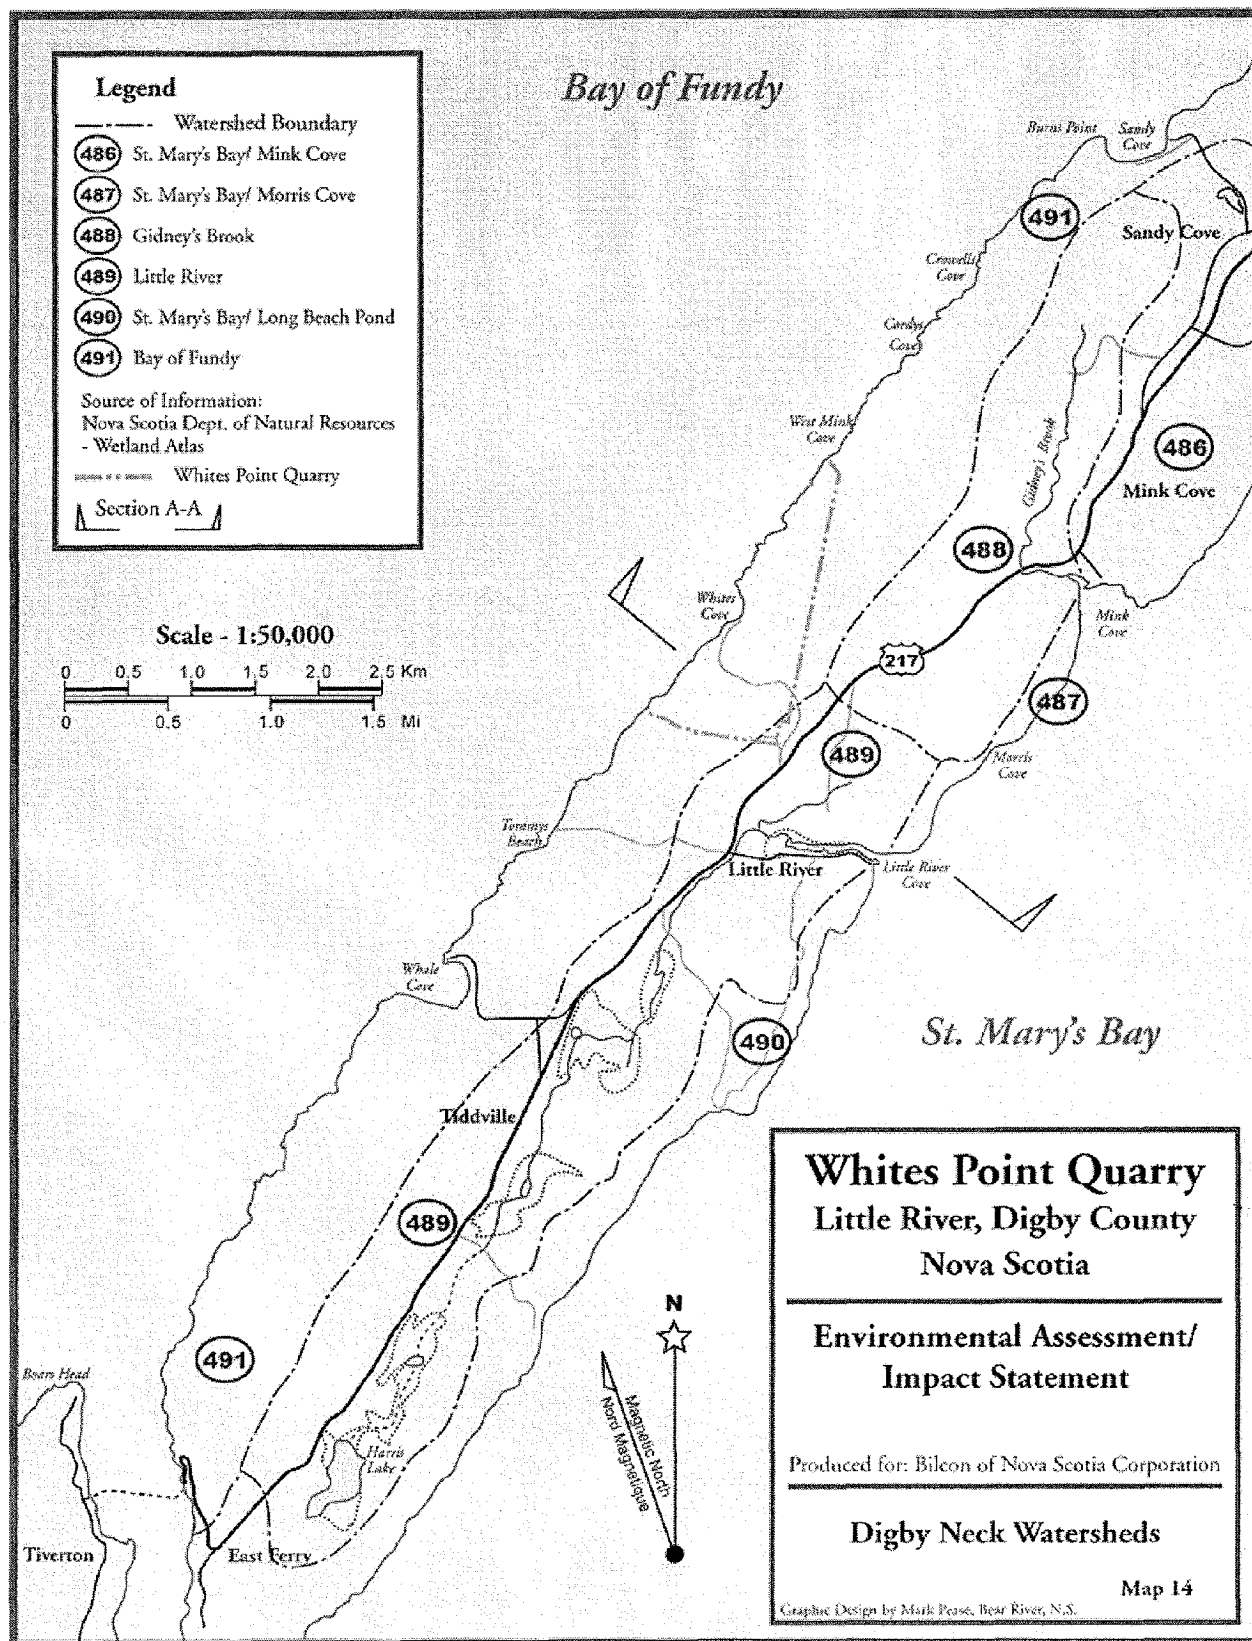 Legend
Watershed Boundary
486 St. Mary's Bay/ Mink Cove
487 St. Mary's Bay/ Morris Cove
488 Gidney's Brook
489 Little River
490 St. Mary's Bay/ Long Beach Pond
491 Bay of Fundy
Source of Information:
Nova Scotia Dept. of Natural Resources
- Wetland Atlas
Whites Point Quarry
Section A-A
Scale - 1:50,000
0 0.5 1.0 1.5 2.0 2.5 Km
0 0.5 1.0 1.5 Mi
Bay of Fundy
Burns Point
Sandy
Cove
491
Sandy Cove
Crowells
Cove
Cordys
Cove
West Mink
Cove
Gidney's Brook
486
Mink Cove
488
Whites
Cove
Mink
Cove
217
487
489
Morris
Cove
Tommys
Beach
Little River
Little River
Cove
Whale
Cove
490
St. Mary's Bay
Tiddville
489
491
Boars Head
Harris
Lake
Tiverton
East Ferry
N
Magnetic North
Nord Magnetique
Whites Point Quarry
Little River, Digby County
Nova Scotia
Environmental Assessment/
Impact Statement
Produced for: Bilcon of Nova Scotia Corporation
Digby Neck Watersheds
Map 14
Graphic Design by Mark Pease, Bear River, N.S.